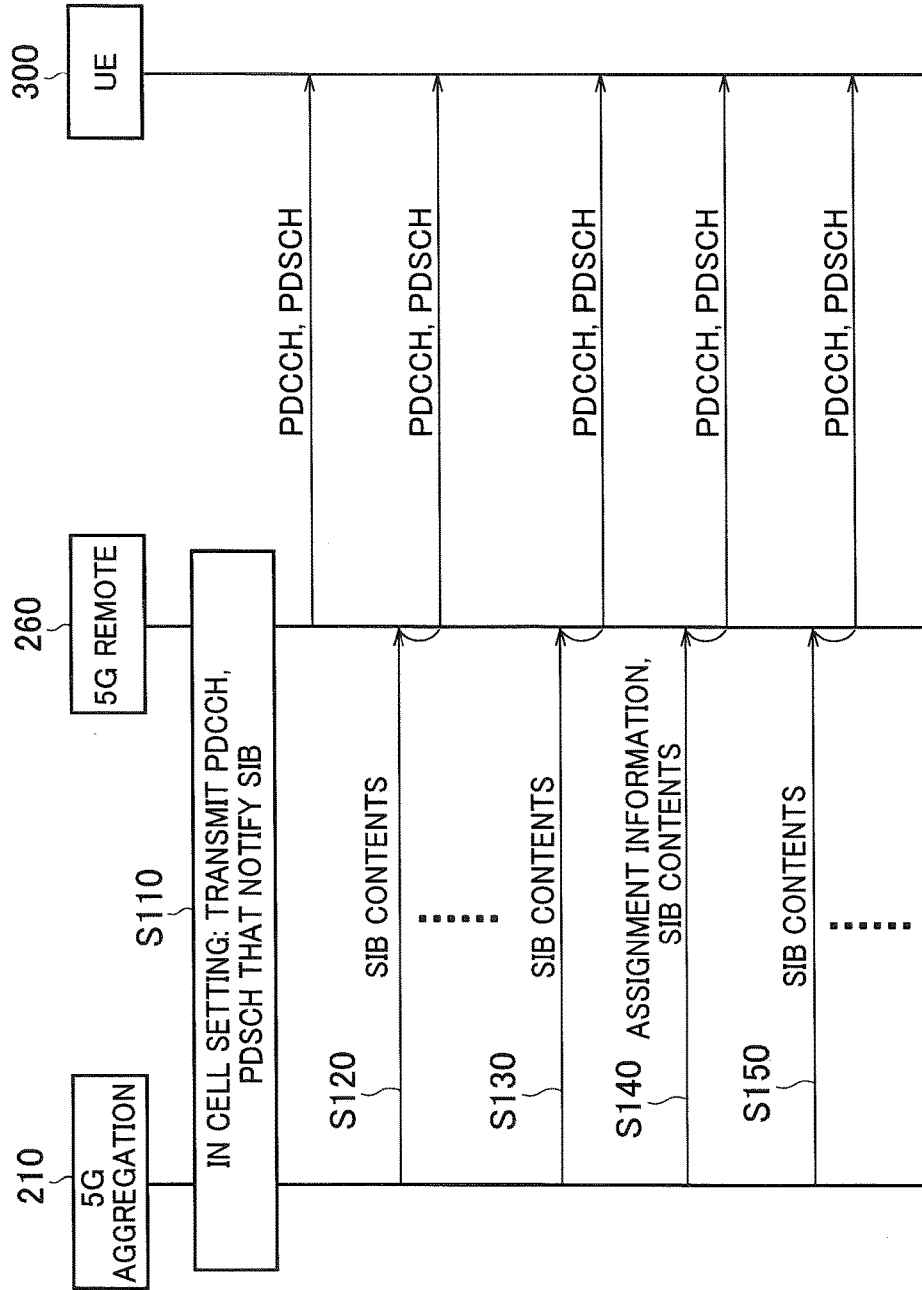 210
5G
AGGREGATION
260
5G REMOTE
300
UE
S110
IN CELL SETTING: TRANSMIT PDCCH,
PDSCH THAT NOTIFY SIB
PDCCH, PDSCH
S120
SIB CONTENTS
PDCCH, PDSCH
S130
SIB CONTENTS
PDCCH, PDSCH
S140
ASSIGNMENT INFORMATION,
SIB CONTENTS
PDCCH, PDSCH
S150
SIB CONTENTS
PDCCH, PDSCH